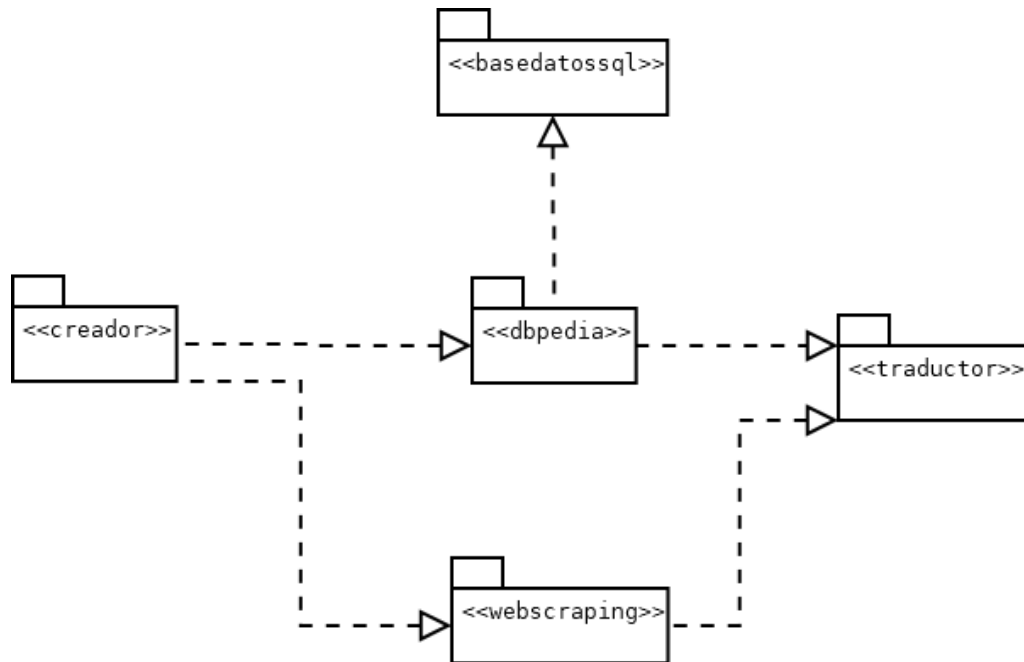 <<basedatossql>>
<<creador>>
<<dbpedia>>
<<traductor>>
<<webscraping>>